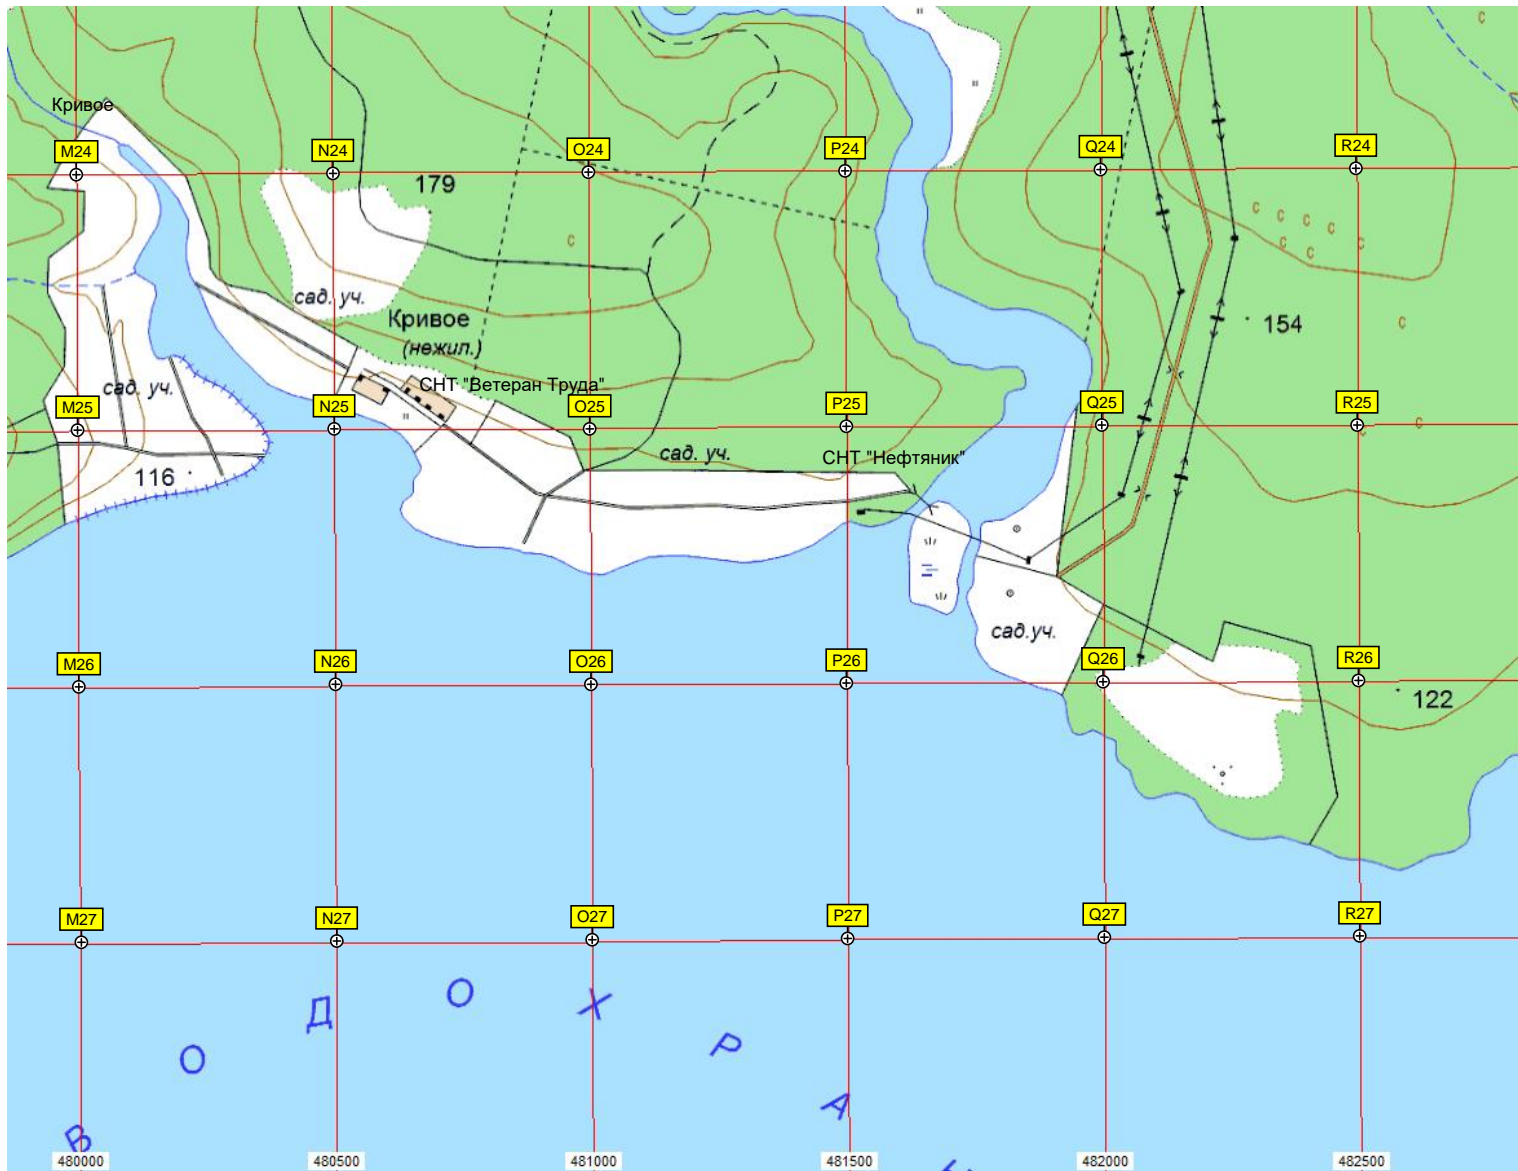 Кривое
M24
N24
O24
P24
Q24
R24
179
сад. уч.
Кривое
(нежил.)
154
сад. уч.
СНТ "Ветеран Труда"
M25
N25
O25
P25
Q25
R25
сад. уч.
СНТ "Нефтяник"
116
сад.уч.
M26
N26
O26
P26
Q26
R26
122
M27
N27
O27
P27
Q27
R27
В О Д О Х Р А
480000
480500
481000
481500
482000
482500